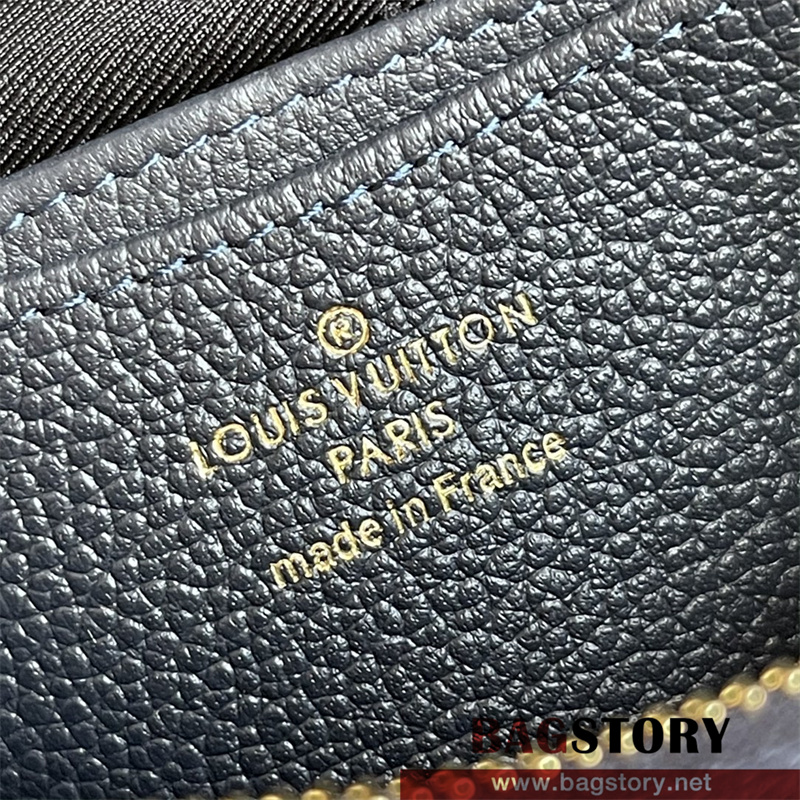 ®
LOUIS VUITTON
PARIS
made in France
BAGSTORY
www.bagstory.net